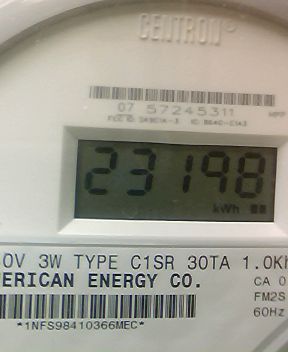 CENTRON®
07 57245311
23198
kWh
0V 3W TYPE C1SR 30TA 1.0Kh
ERICAN ENERGY CO.
CA 0
FM2S
60Hz
*1NFS98410366MEC*